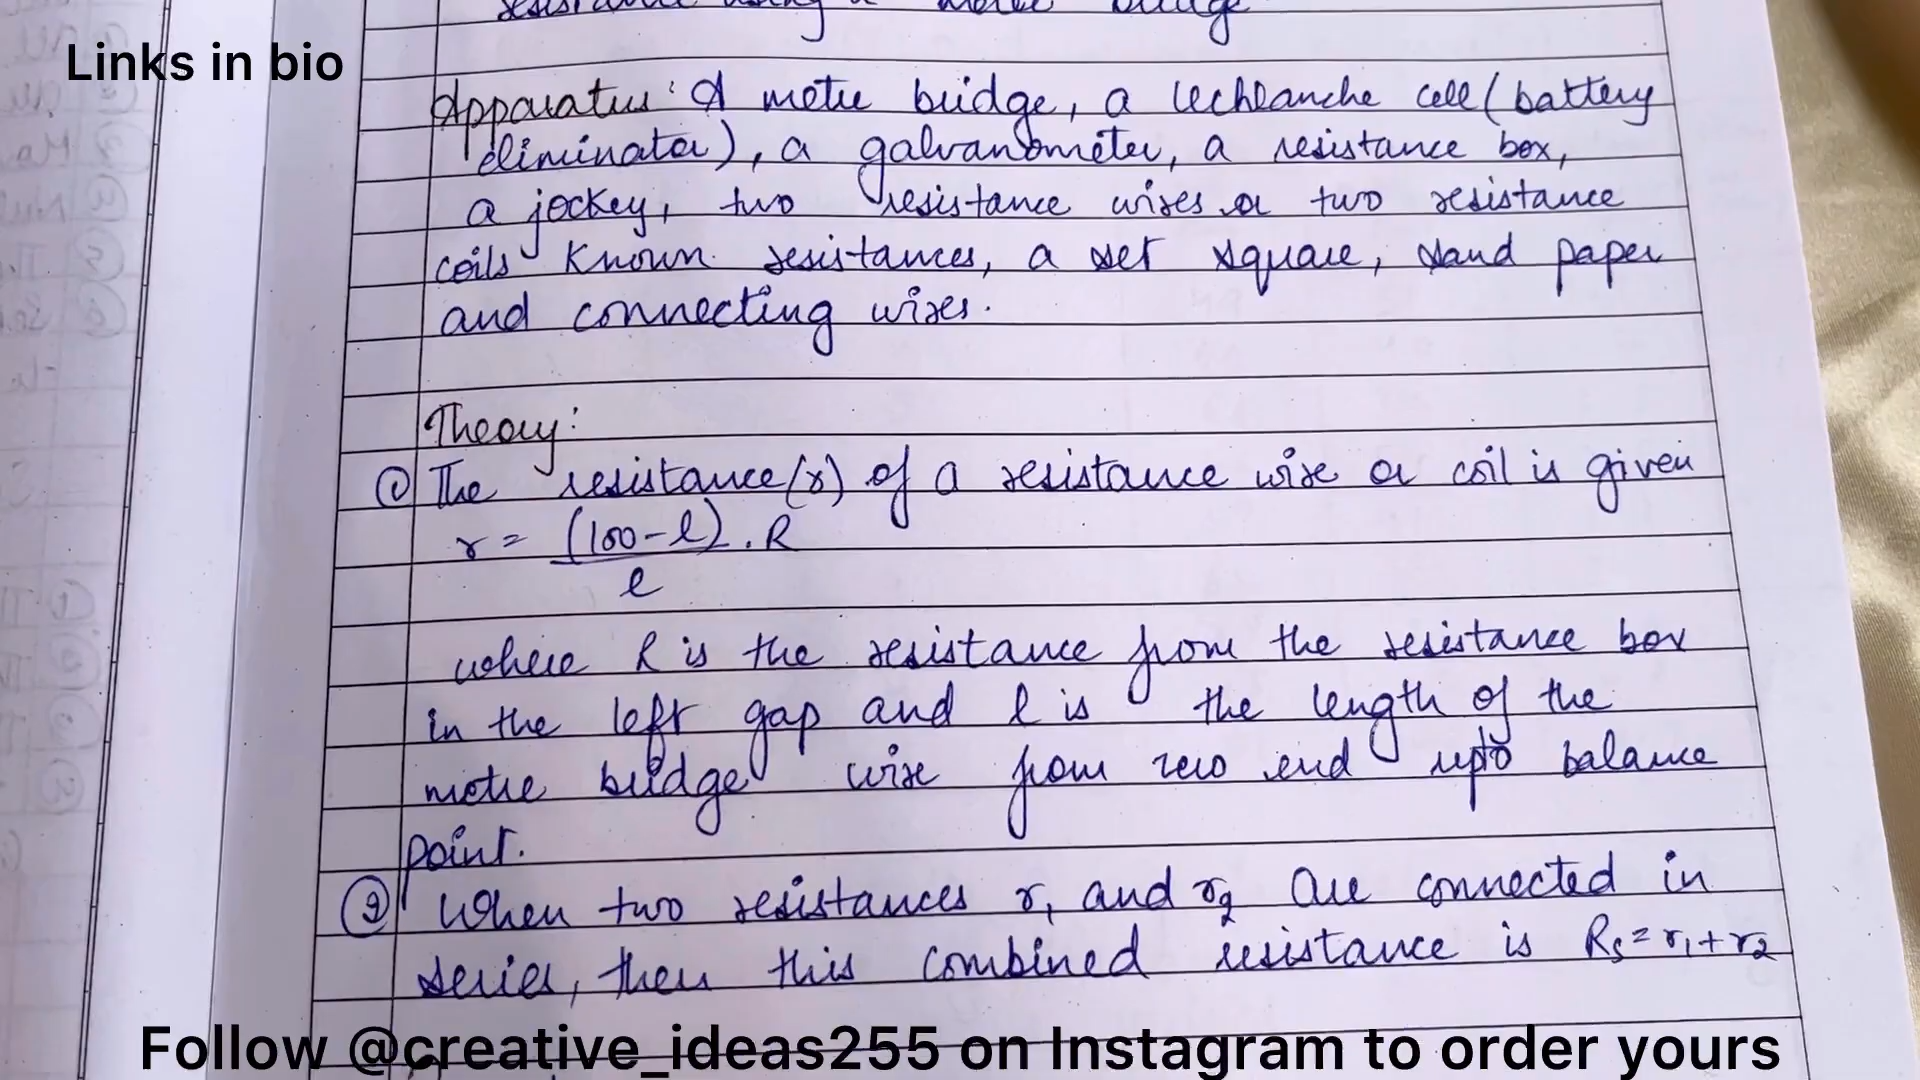 resistance using a metre bridge
Links in bio
Apparatus: A metre bridge, a lechlanche cell (battery
eliminator), a galvanometer, a resistance box,
a jockey, two resistance wires or two resistance
coils known resistances, a set square, sand paper
and connecting wires.
Theory:
① The resistance (r) of a resistance wire or coil is given
r = (100-l) . R
l
where R is the resistance from the resistance box
in the left gap and l is the length of the
metre bridge wire from zero end upto balance
point.
② When two resistances r1 and r2 are connected in
series, then this combined resistance is Rs = r1 + r2
Follow @creative_ideas255 on Instagram to order yours